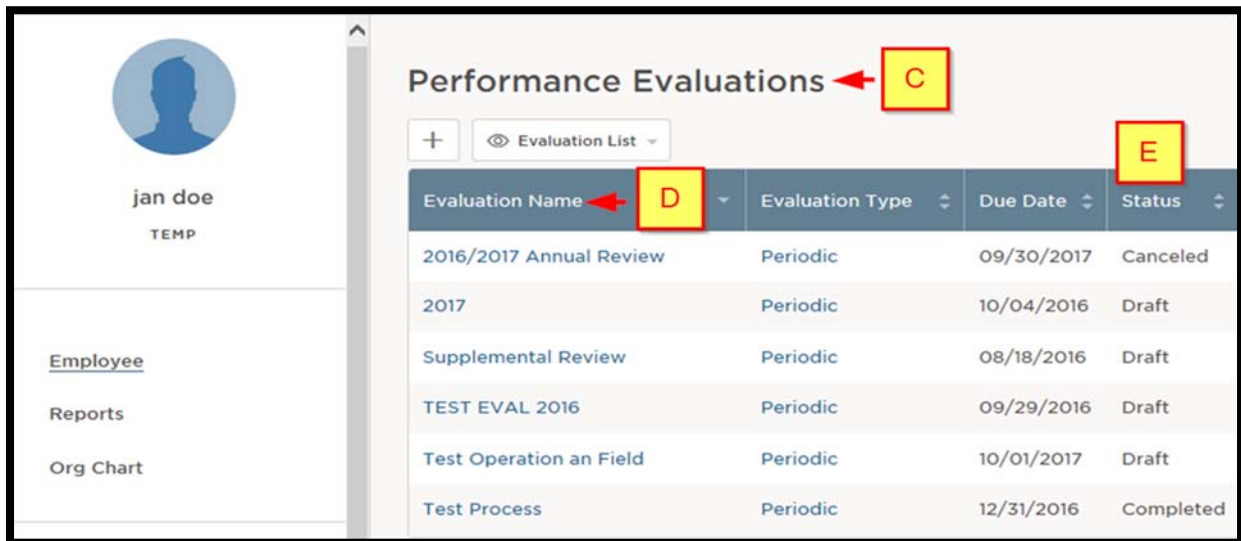 jan doe
TEMP
Employee
Reports
Org Chart
Performance Evaluations C
+ Evaluation List
E
Evaluation Name D Evaluation Type Due Date Status
2016/2017 Annual Review Periodic 09/30/2017 Canceled
2017 Periodic 10/04/2016 Draft
Supplemental Review Periodic 08/18/2016 Draft
TEST EVAL 2016 Periodic 09/29/2016 Draft
Test Operation an Field Periodic 10/01/2017 Draft
Test Process Periodic 12/31/2016 Completed